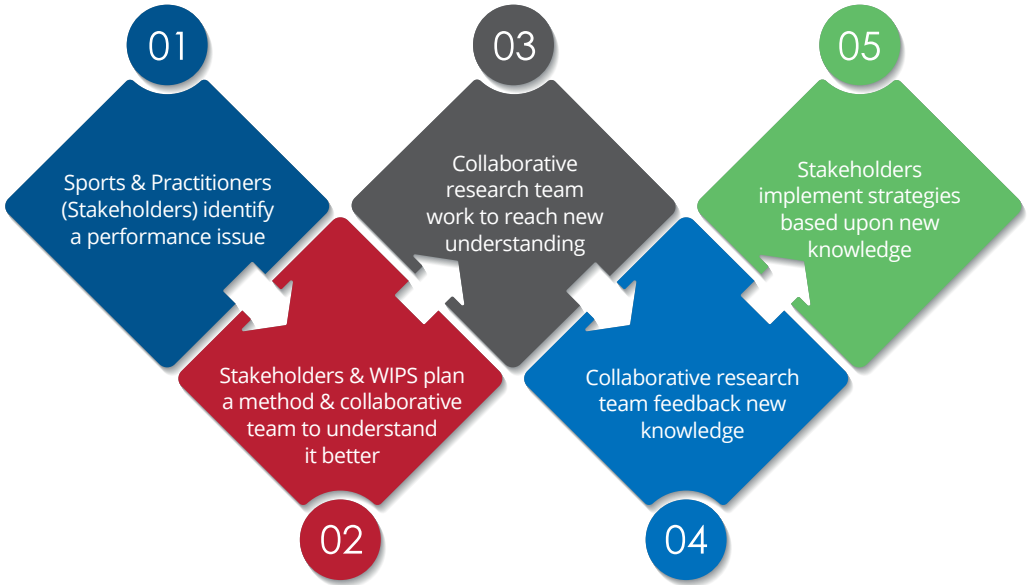 01
Sports & Practitioners
(Stakeholders) identify
a performance issue
02
Stakeholders & WIPS plan
a method & collaborative
team to understand
it better
03
Collaborative
research team
work to reach new
understanding
04
Collaborative research
team feedback new
knowledge
05
Stakeholders
implement strategies
based upon new
knowledge